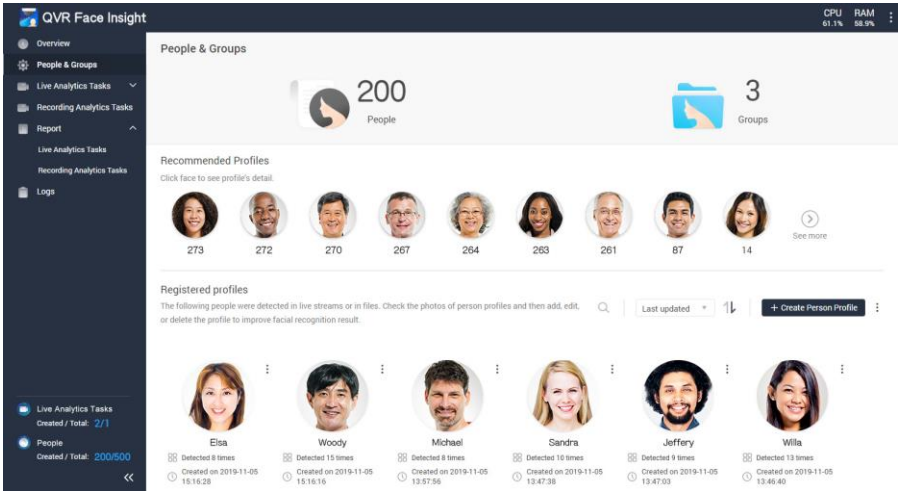 QVR Face Insight
CPU RAM
61.1% 58.9%
Overview
People & Groups
Live Analytics Tasks
Recording Analytics Tasks
Report
Live Analytics Tasks
Recording Analytics Tasks
Logs
Live Analytics Tasks
Created / Total: 2/1
People
Created / Total: 200/500
People & Groups
200
People
3
Groups
Recommended Profiles
Click face to see profile's detail.
273 272 270 267 264 263 261 87 14
See more
Registered profiles
The following people were detected in live streams or in files. Check the photos of person profiles and then add, edit,
or delete the profile to improve facial recognition result.
Last updated
+ Create Person Profile
Elsa Woody Michael Sandra Jeffery Willa
Detected 8 times Detected 15 times Detected 8 times Detected 10 times Detected 9 times Detected 13 times
Created on 2019-11-05 Created on 2019-11-05 Created on 2019-11-05 Created on 2019-11-05 Created on 2019-11-05 Created on 2019-11-05
15:16:28 15:16:16 13:57:56 13:47:38 13:47:03 13:46:40